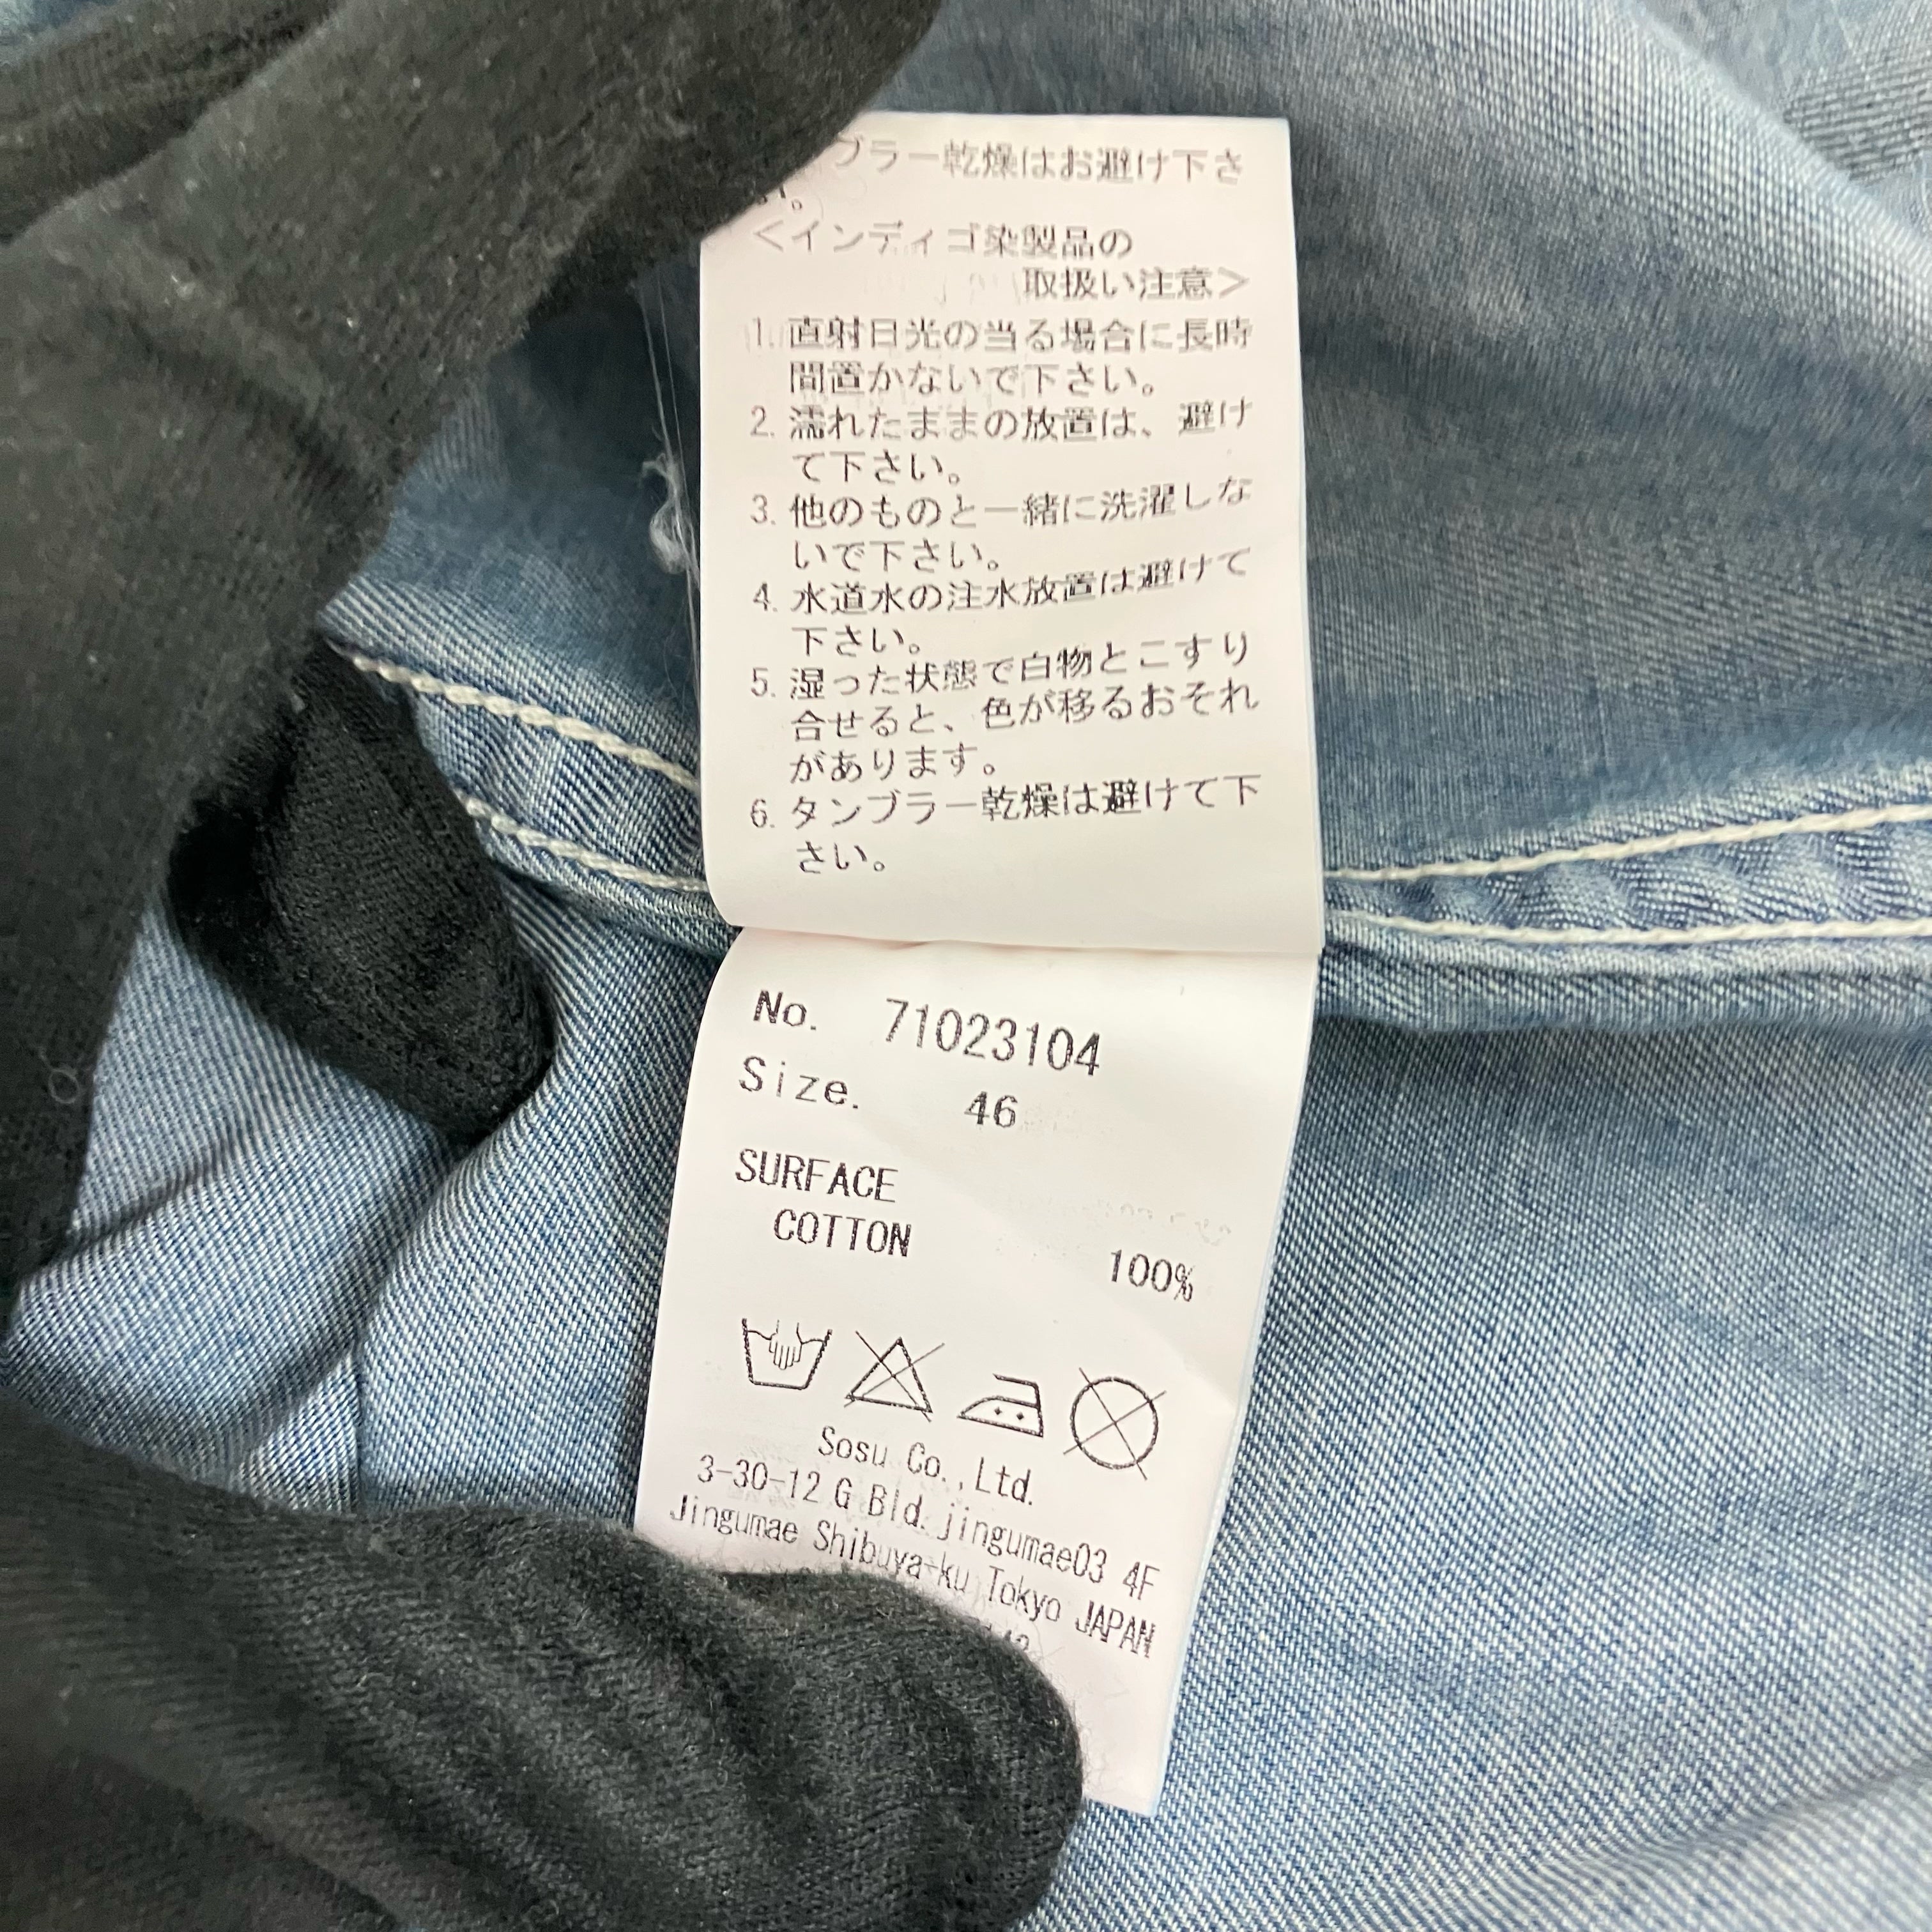 ブラー乾燥はお避け下さ
い。
<インディゴ染製品の
取扱い注意>
1. 直射日光の当る場合に長時
間置かないで下さい。
2. 濡れたままの放置は、避け
て下さい。
3. 他のものと一緒に洗濯しな
いで下さい。
4. 水道水の注水放置は避けて
下さい。
5. 湿った状態で白物とこすり
合せると、色が移るおそれ
があります。
6. タンブラー乾燥は避けて下
さい。
No. 71023104
Size. 46
SURFACE
COTTON 100%
Sosu Co.,Ltd.
3-30-12 G Bld. jingumae03 4F
Jingumae Shibuya-ku Tokyo JAPAN